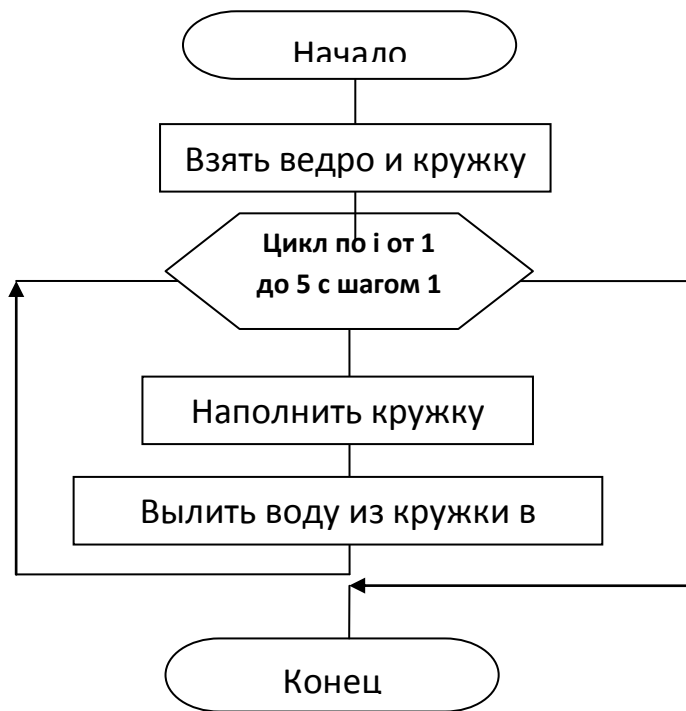 Начало
Взять ведро и кружку
Цикл по i от 1
до 5 с шагом 1
Наполнить кружку
Вылить воду из кружки в
Конец